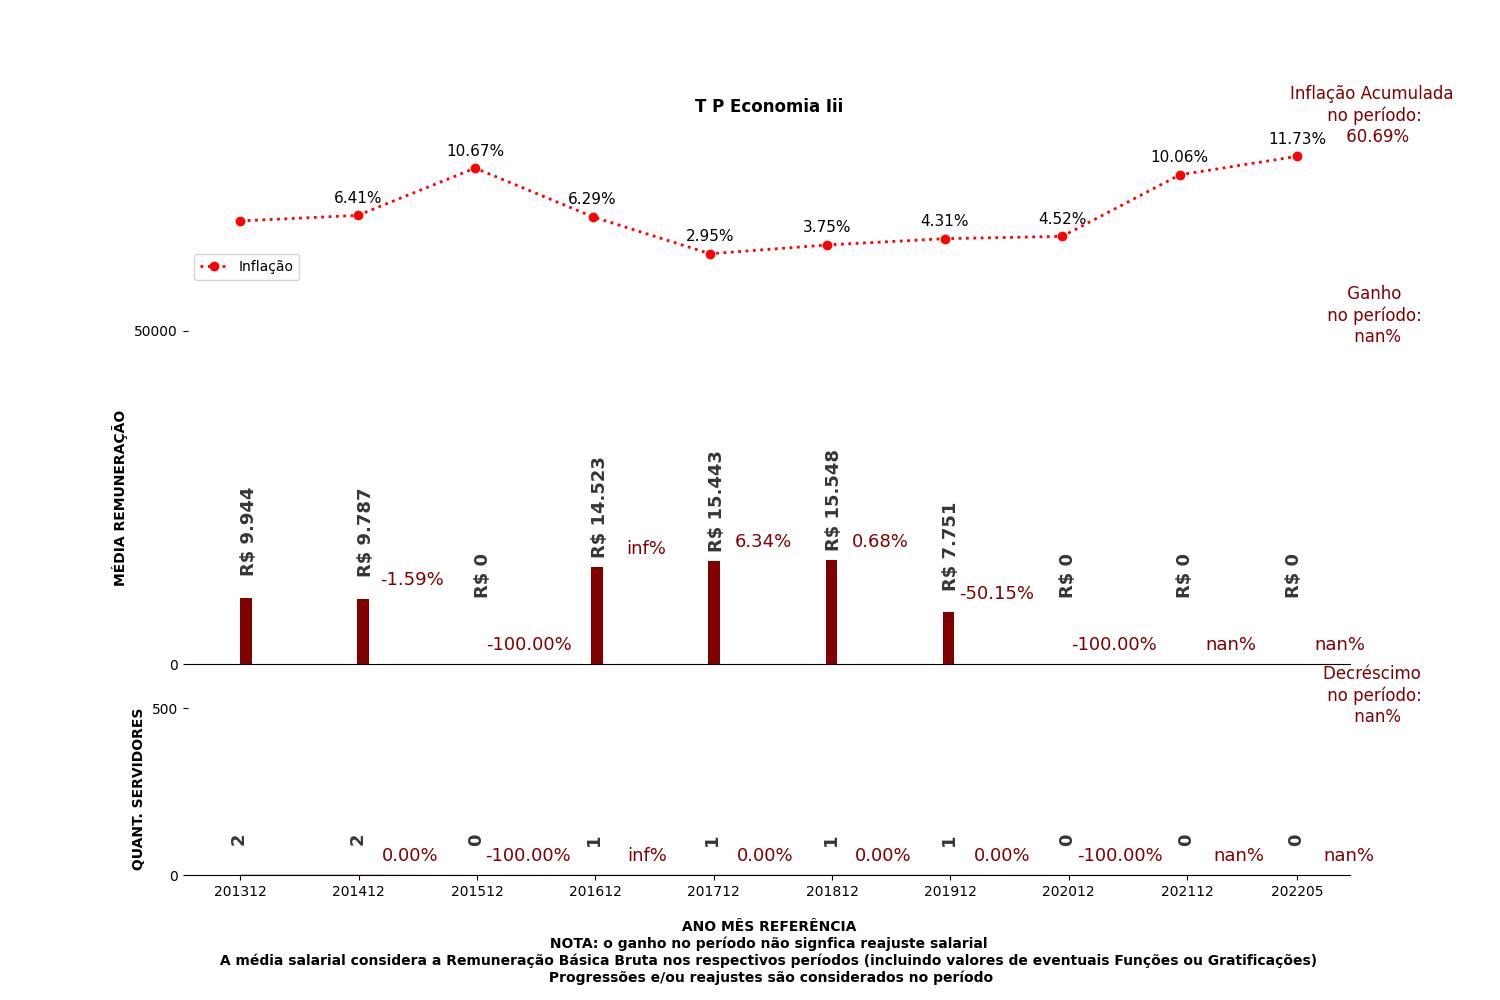 T P Economia Iii
Inflação Acumulada
no período:
60.69%
6.41%
10.67%
6.29%
2.95%
3.75%
4.31%
4.52%
10.06%
11.73%
Inflação
Ganho
no período:
nan%
50000
0
MÉDIA REMUNERAÇÃO
R$ 9.944
R$ 9.787
R$ 0
R$ 14.523
R$ 15.443
R$ 15.548
R$ 7.751
R$ 0
R$ 0
R$ 0
-1.59%
-100.00%
inf%
6.34%
0.68%
-50.15%
-100.00%
nan%
nan%
Decréscimo
no período:
nan%
500
0
QUANT. SERVIDORES
2
2
0
1
1
1
1
0
0
0
0.00%
-100.00%
inf%
0.00%
0.00%
0.00%
-100.00%
nan%
nan%
201312
201412
201512
201612
201712
201812
201912
202012
202112
202205
ANO MÊS REFERÊNCIA
NOTA: o ganho no período não signfica reajuste salarial
A média salarial considera a Remuneração Básica Bruta nos respectivos períodos (incluindo valores de eventuais Funções ou Gratificações)
Progressões e/ou reajustes são considerados no período